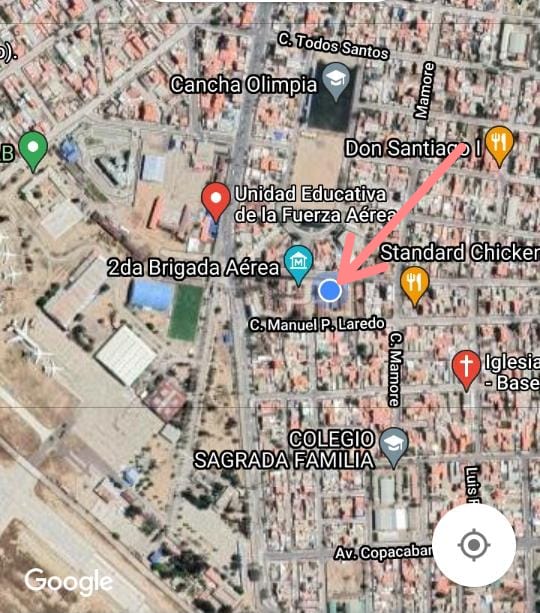 C. Todos Santos
o).
Cancha Olimpia
Mamore
B
Don Santiago I
Unidad Educativa
de la Fuerza Aérea
Standard Chicken
2da Brigada Aérea
C. Manuel P. Laredo
C. Mamore
Iglesia
- Base
COLEGIO
SAGRADA FAMILIA
Luis
Av. Copacaban
Google